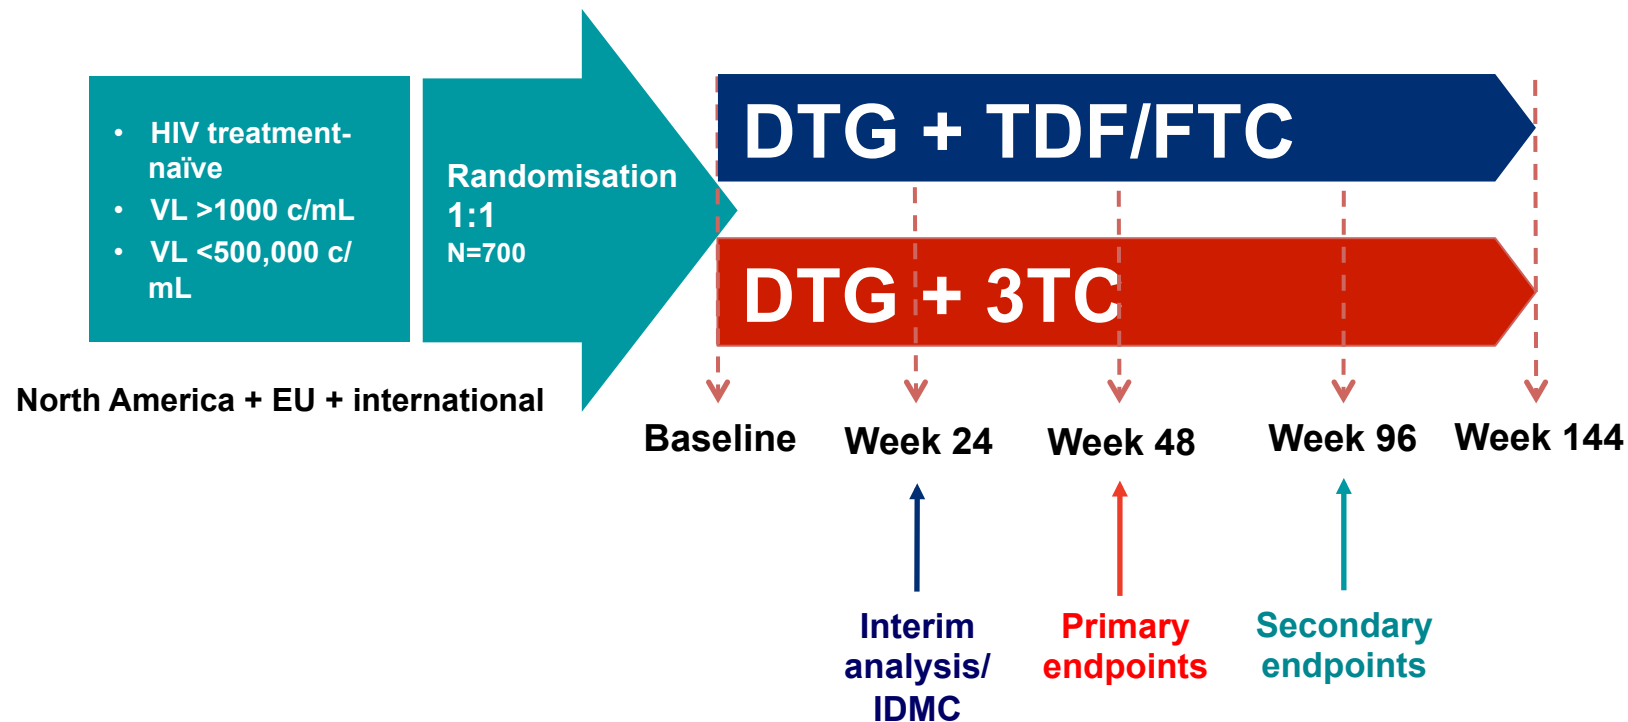 • HIV treatment-
naïve
• VL >1000 c/mL
• VL <500,000 c/
mL
Randomisation
1:1
N=700
DTG + TDF/FTC
DTG + 3TC
North America + EU + international
Baseline
Week 24
Week 48
Week 96
Week 144
Interim
analysis/
IDMC
Primary
endpoints
Secondary
endpoints